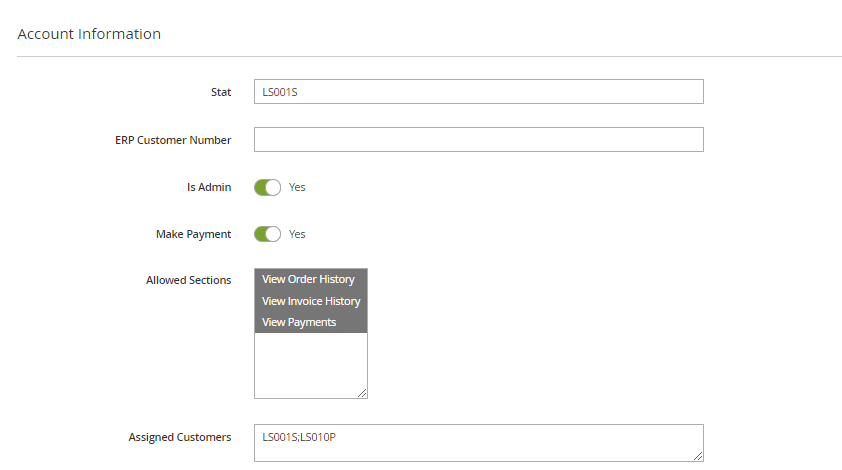 Account Information
Stat LS001S
ERP Customer Number
Is Admin Yes
Make Payment Yes
Allowed Sections View Order History
View Invoice History
View Payments
Assigned Customers LS001S;LS010P